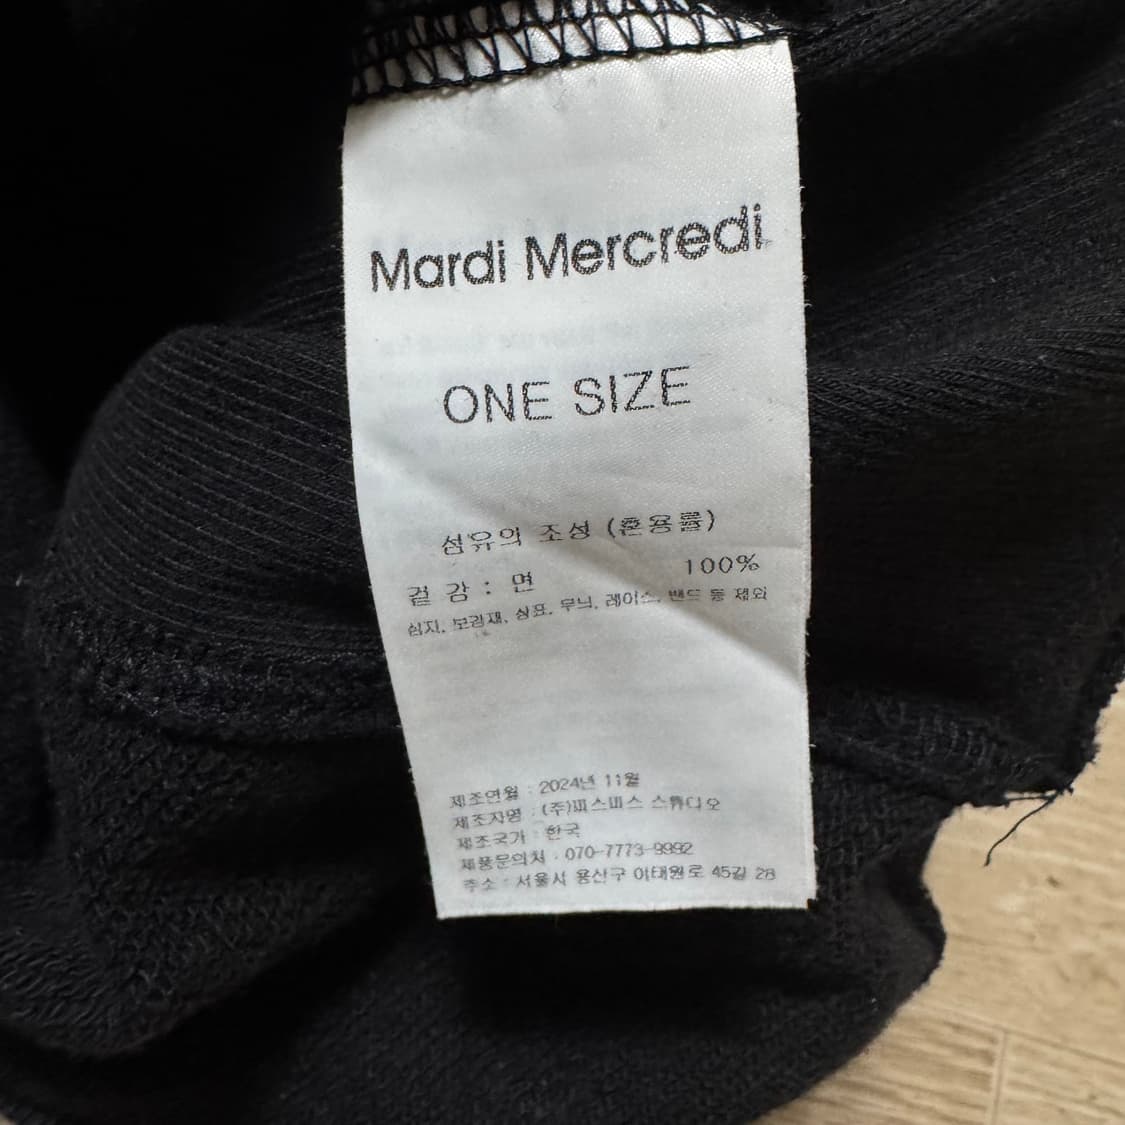 Mardi Mercredi
ONE SIZE
섬유의 조성 (혼용률)
겉 감 : 면 100%
심지, 보강재, 상표, 무늬, 레이스, 밴드 등 제외
제조연월 : 2024년 11월
제조자명 : (주)피스피스 스튜디오
제조국가 : 한국
제품문의처 : 070-7773-9992
주소 : 서울시 용산구 이태원로 45길 28